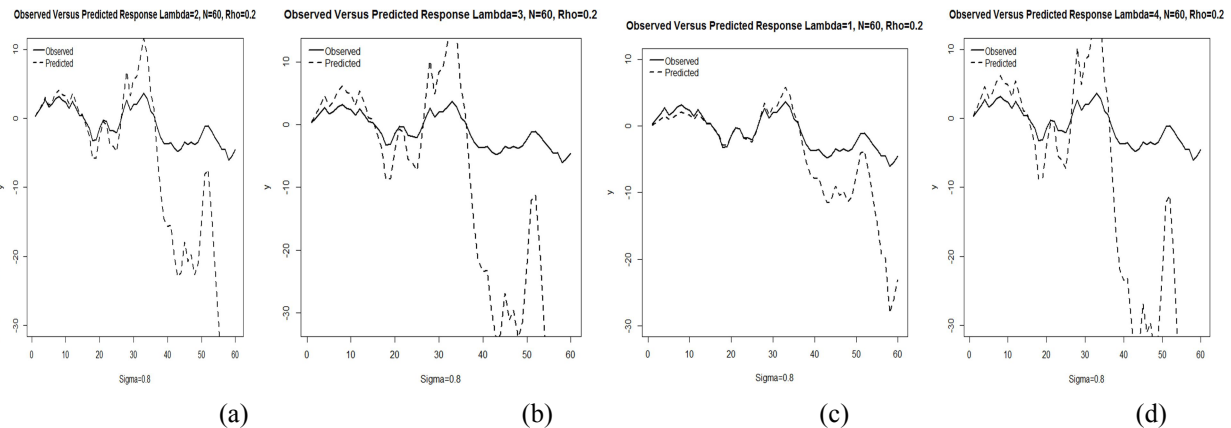 Observed Versus Predicted Response Lambda=2, N=60, Rho=0.2
Observed
Predicted
y
10
0
-10
-20
-30
0 10 20 30 40 50 60
Sigma=0.8
(a)
Observed Versus Predicted Response Lambda=3, N=60, Rho=0.2
Observed
Predicted
y
10
0
-10
-20
-30
0 10 20 30 40 50 60
Sigma=0.8
(b)
Observed Versus Predicted Response Lambda=1, N=60, Rho=0.2
Observed
Predicted
y
10
0
-10
-20
-30
0 10 20 30 40 50 60
Sigma=0.8
(c)
Observed Versus Predicted Response Lambda=4, N=60, Rho=0.2
Observed
Predicted
y
10
0
-10
-20
-30
0 10 20 30 40 50 60
Sigma=0.8
(d)